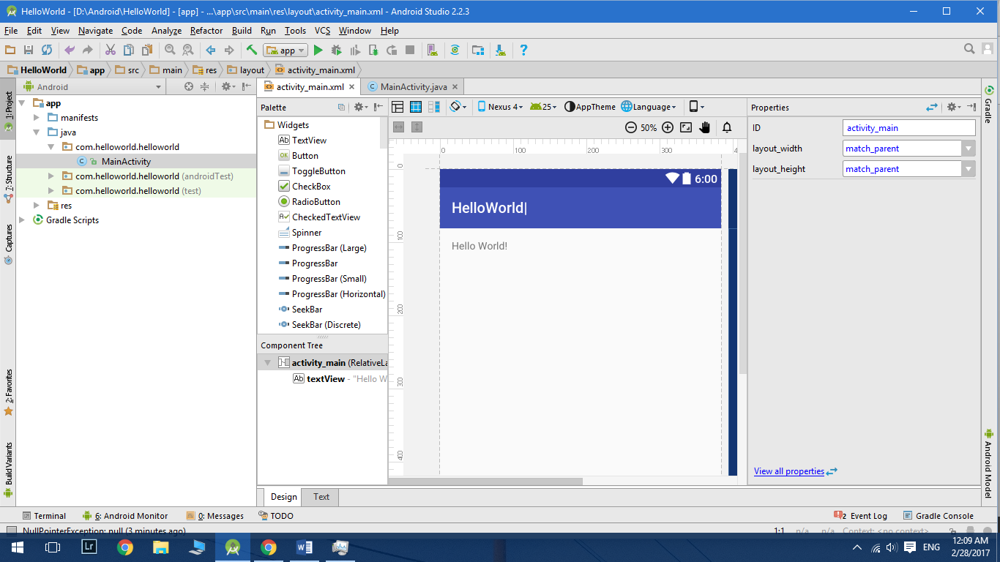 HelloWorld - [D:\Android\HelloWorld] - [app] - ...\app\src\main\res\layout\activity_main.xml - Android Studio 2.2.3
File Edit View Navigate Code Analyze Refactor Build Run Tools VCS Window Help
app
HelloWorld app src main res layout activity_main.xml
Android
activity_main.xml
MainActivity.java
1: Project
7: Structure
Captures
2: Favorites
Build Variants
app
manifests
java
com.helloworld.helloworld
MainActivity
com.helloworld.helloworld (androidTest)
com.helloworld.helloworld (test)
res
Gradle Scripts
Palette
Widgets
Ab TextView
OK Button
ToggleButton
CheckBox
RadioButton
CheckedTextView
Spinner
ProgressBar (Large)
ProgressBar
ProgressBar (Small)
ProgressBar (Horizontal)
SeekBar
SeekBar (Discrete)
Component Tree
activity_main (RelativeLa
Ab textView - "Hello W
Nexus 4 25 AppTheme Language
50%
0 100 200 300 4
0
100
200
300
400
6:00
HelloWorld
Hello World!
Properties
ID activity_main
layout_width match_parent
layout_height match_parent
View all properties
Gradle
Android Model
Design Text
Terminal 6: Android Monitor 0: Messages TODO
2 Event Log Gradle Console
NullPointerException: null (3 minutes ago)
1:1 n/a n/a Context: <no context>
Lr
W
ENG
12:09 AM
2/28/2017